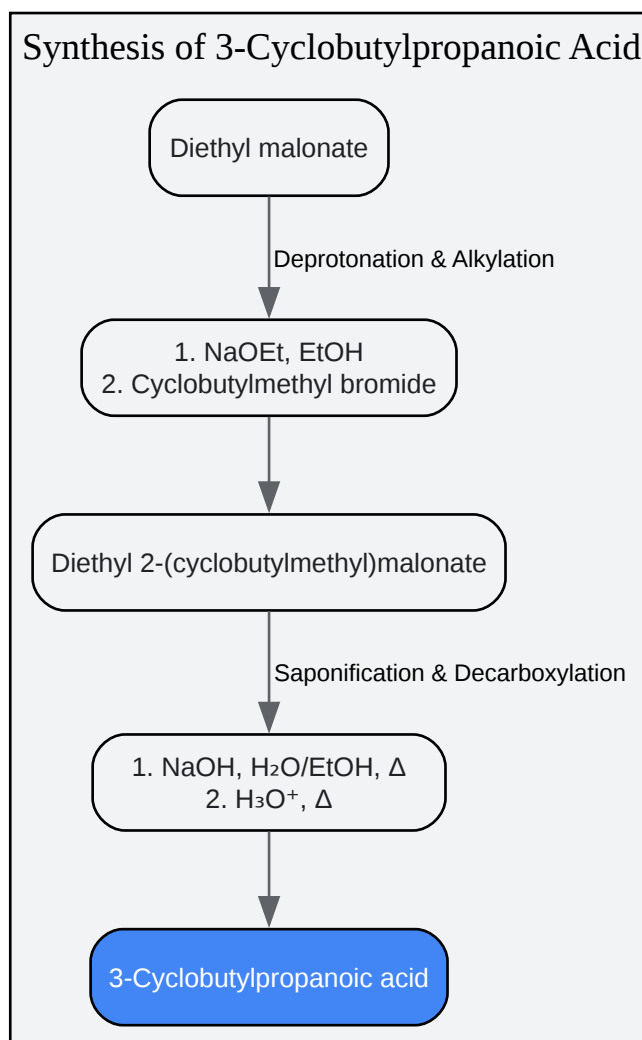 Synthesis of 3-Cyclobutylpropanoic Acid
Diethyl malonate
Deprotonation & Alkylation
1. NaOEt, EtOH
2. Cyclobutylmethyl bromide
Diethyl 2-(cyclobutylmethyl)malonate
Saponification & Decarboxylation
1. NaOH, H₂O/EtOH, Δ
2. H₃O⁺, Δ
3-Cyclobutylpropanoic acid